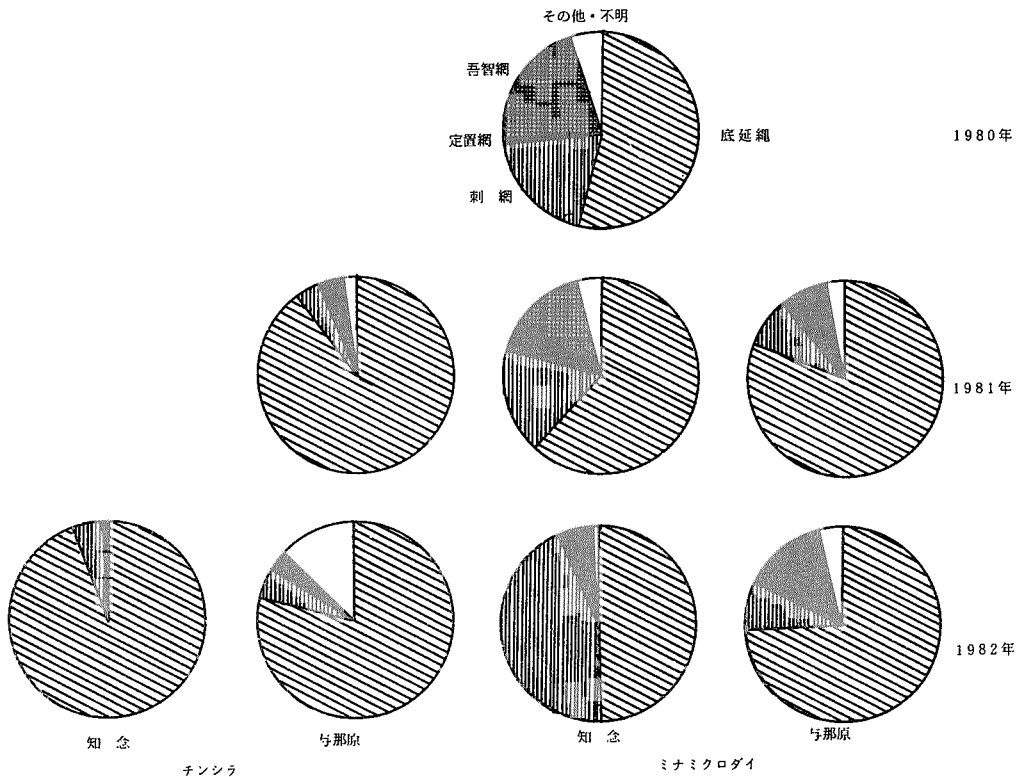 その他・不明
吾智網
定置網
刺 網
底延縄
1980年
1981年
1982年
知 念
与那原
知 念
与那原
チンシラ
ミナミクロダイ